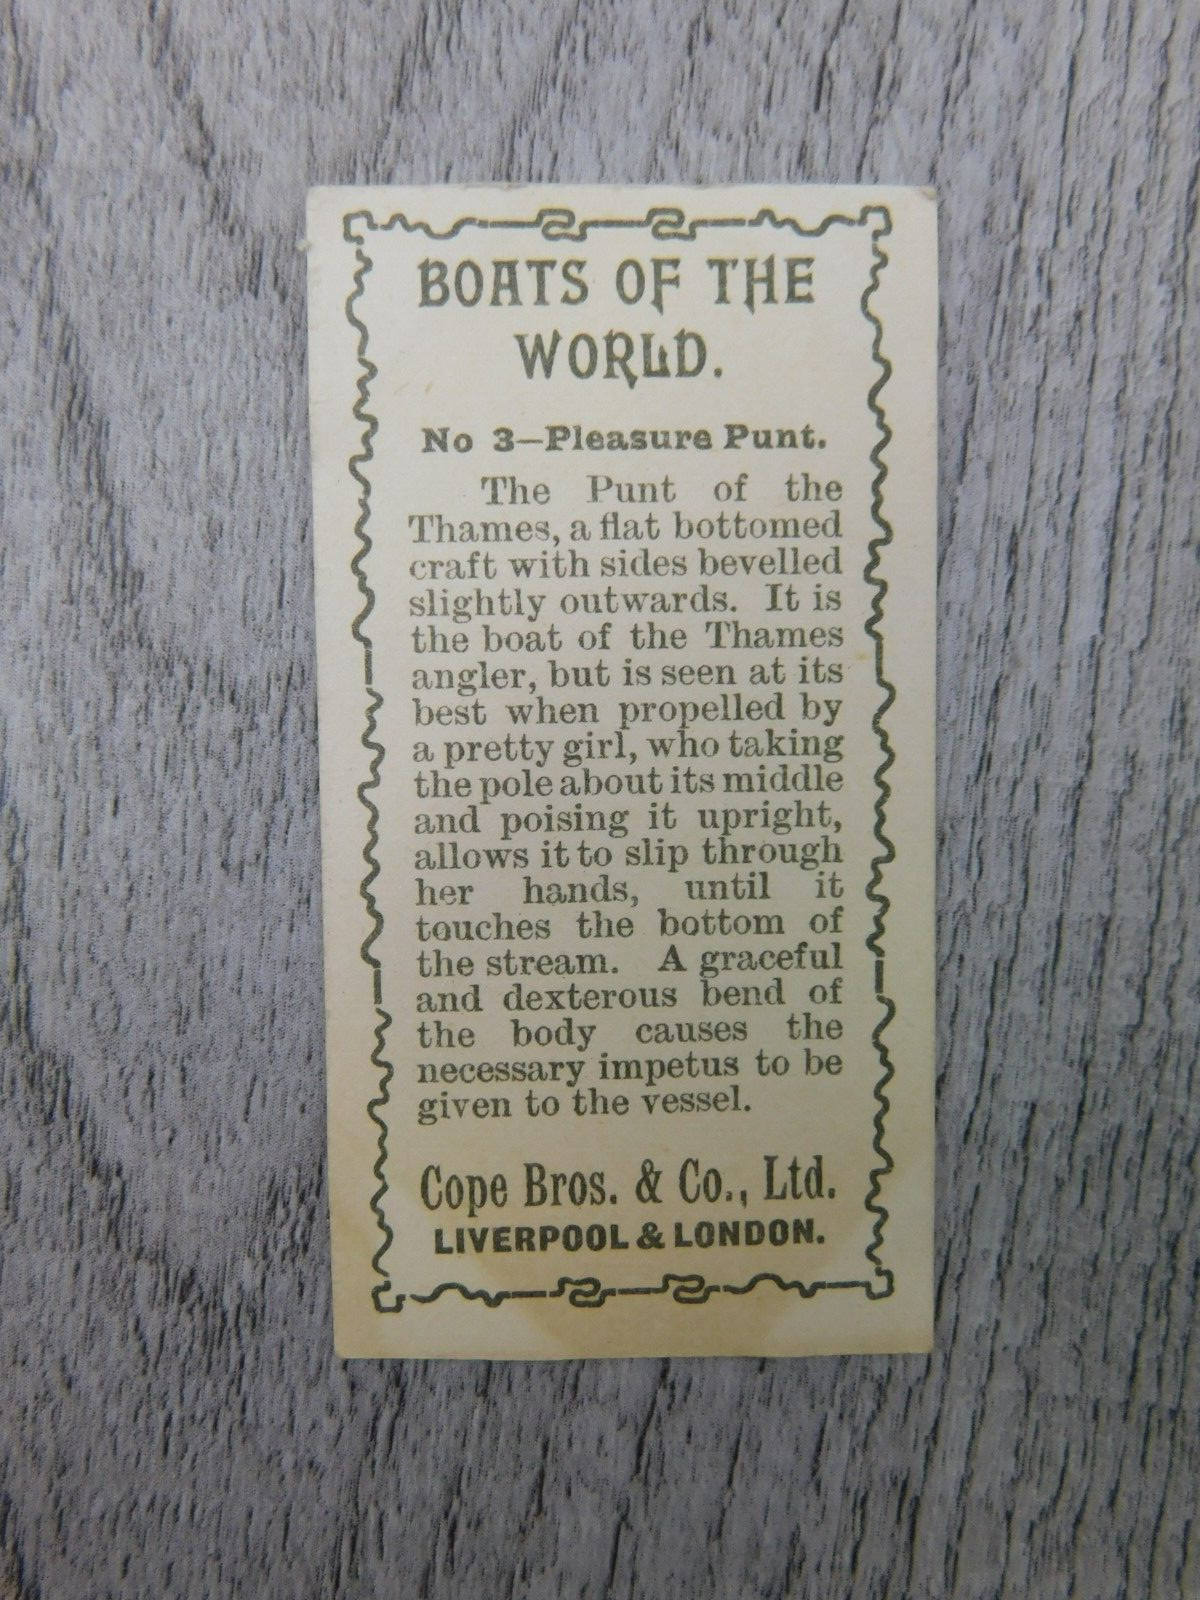 BOATS OF THE
WORLD.
No 3—Pleasure Punt.
The Punt of the
Thames, a flat bottomed
craft with sides bevelled
slightly outwards. It is
the boat of the Thames
angler, but is seen at its
best when propelled by
a pretty girl, who taking
the pole about its middle
and poising it upright,
allows it to slip through
her hands, until it
touches the bottom of
the stream. A graceful
and dexterous bend of
the body causes the
necessary impetus to be
given to the vessel.
Cope Bros. & Co., Ltd.
LIVERPOOL & LONDON.